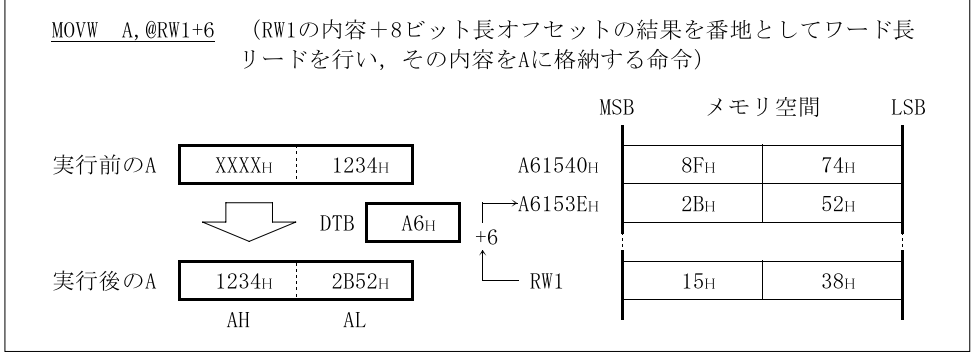 MOVW A,@RW1+6 （RW1の内容＋8ビット長オフセットの結果を番地としてワード長
リードを行い，その内容をAに格納する命令）
MSB メモリ空間 LSB
実行前のA XXXXH 1234H A61540H 8FH 74H
DTB A6H A6153EH 2BH 52H
+6
実行後のA 1234H 2B52H RW1 15H 38H
AH AL